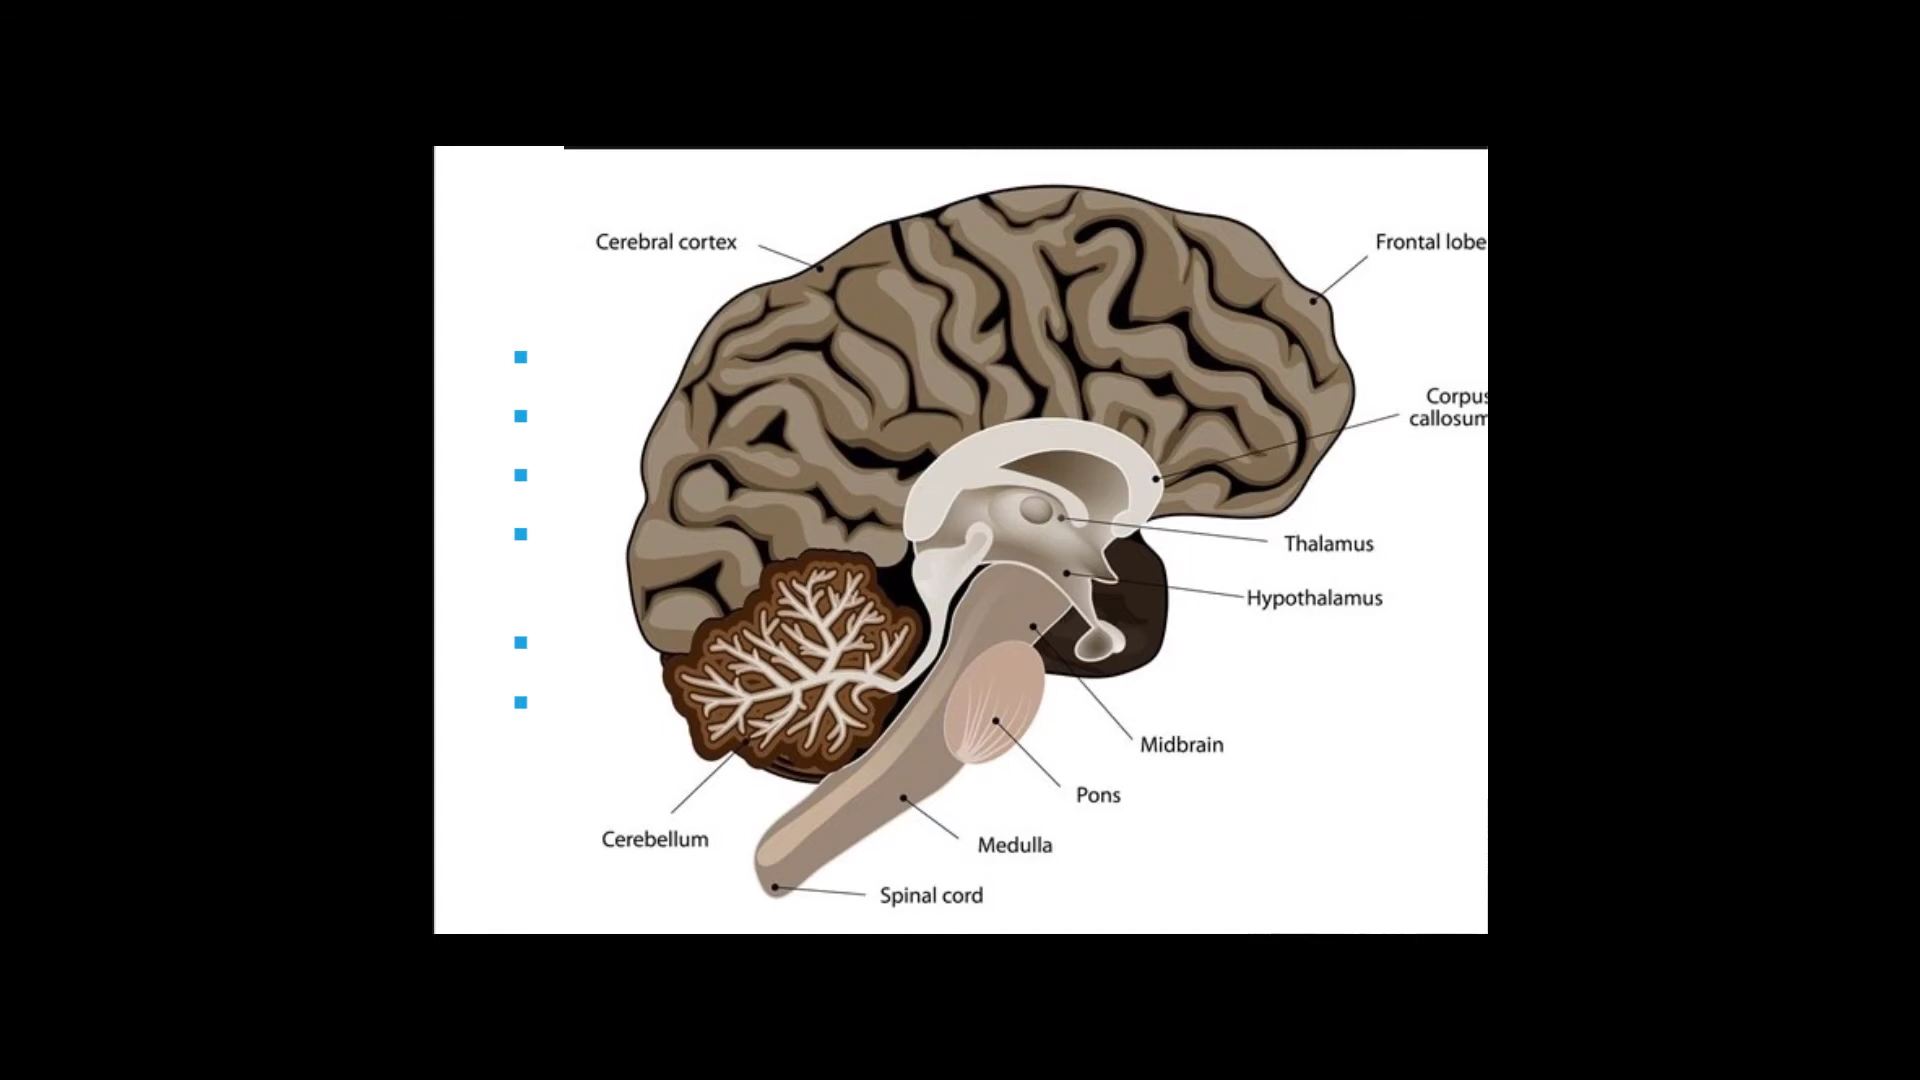 Cerebral cortex
Frontal lobe
Corpus
callosum
Thalamus
Hypothalamus
Midbrain
Pons
Cerebellum
Medulla
Spinal cord